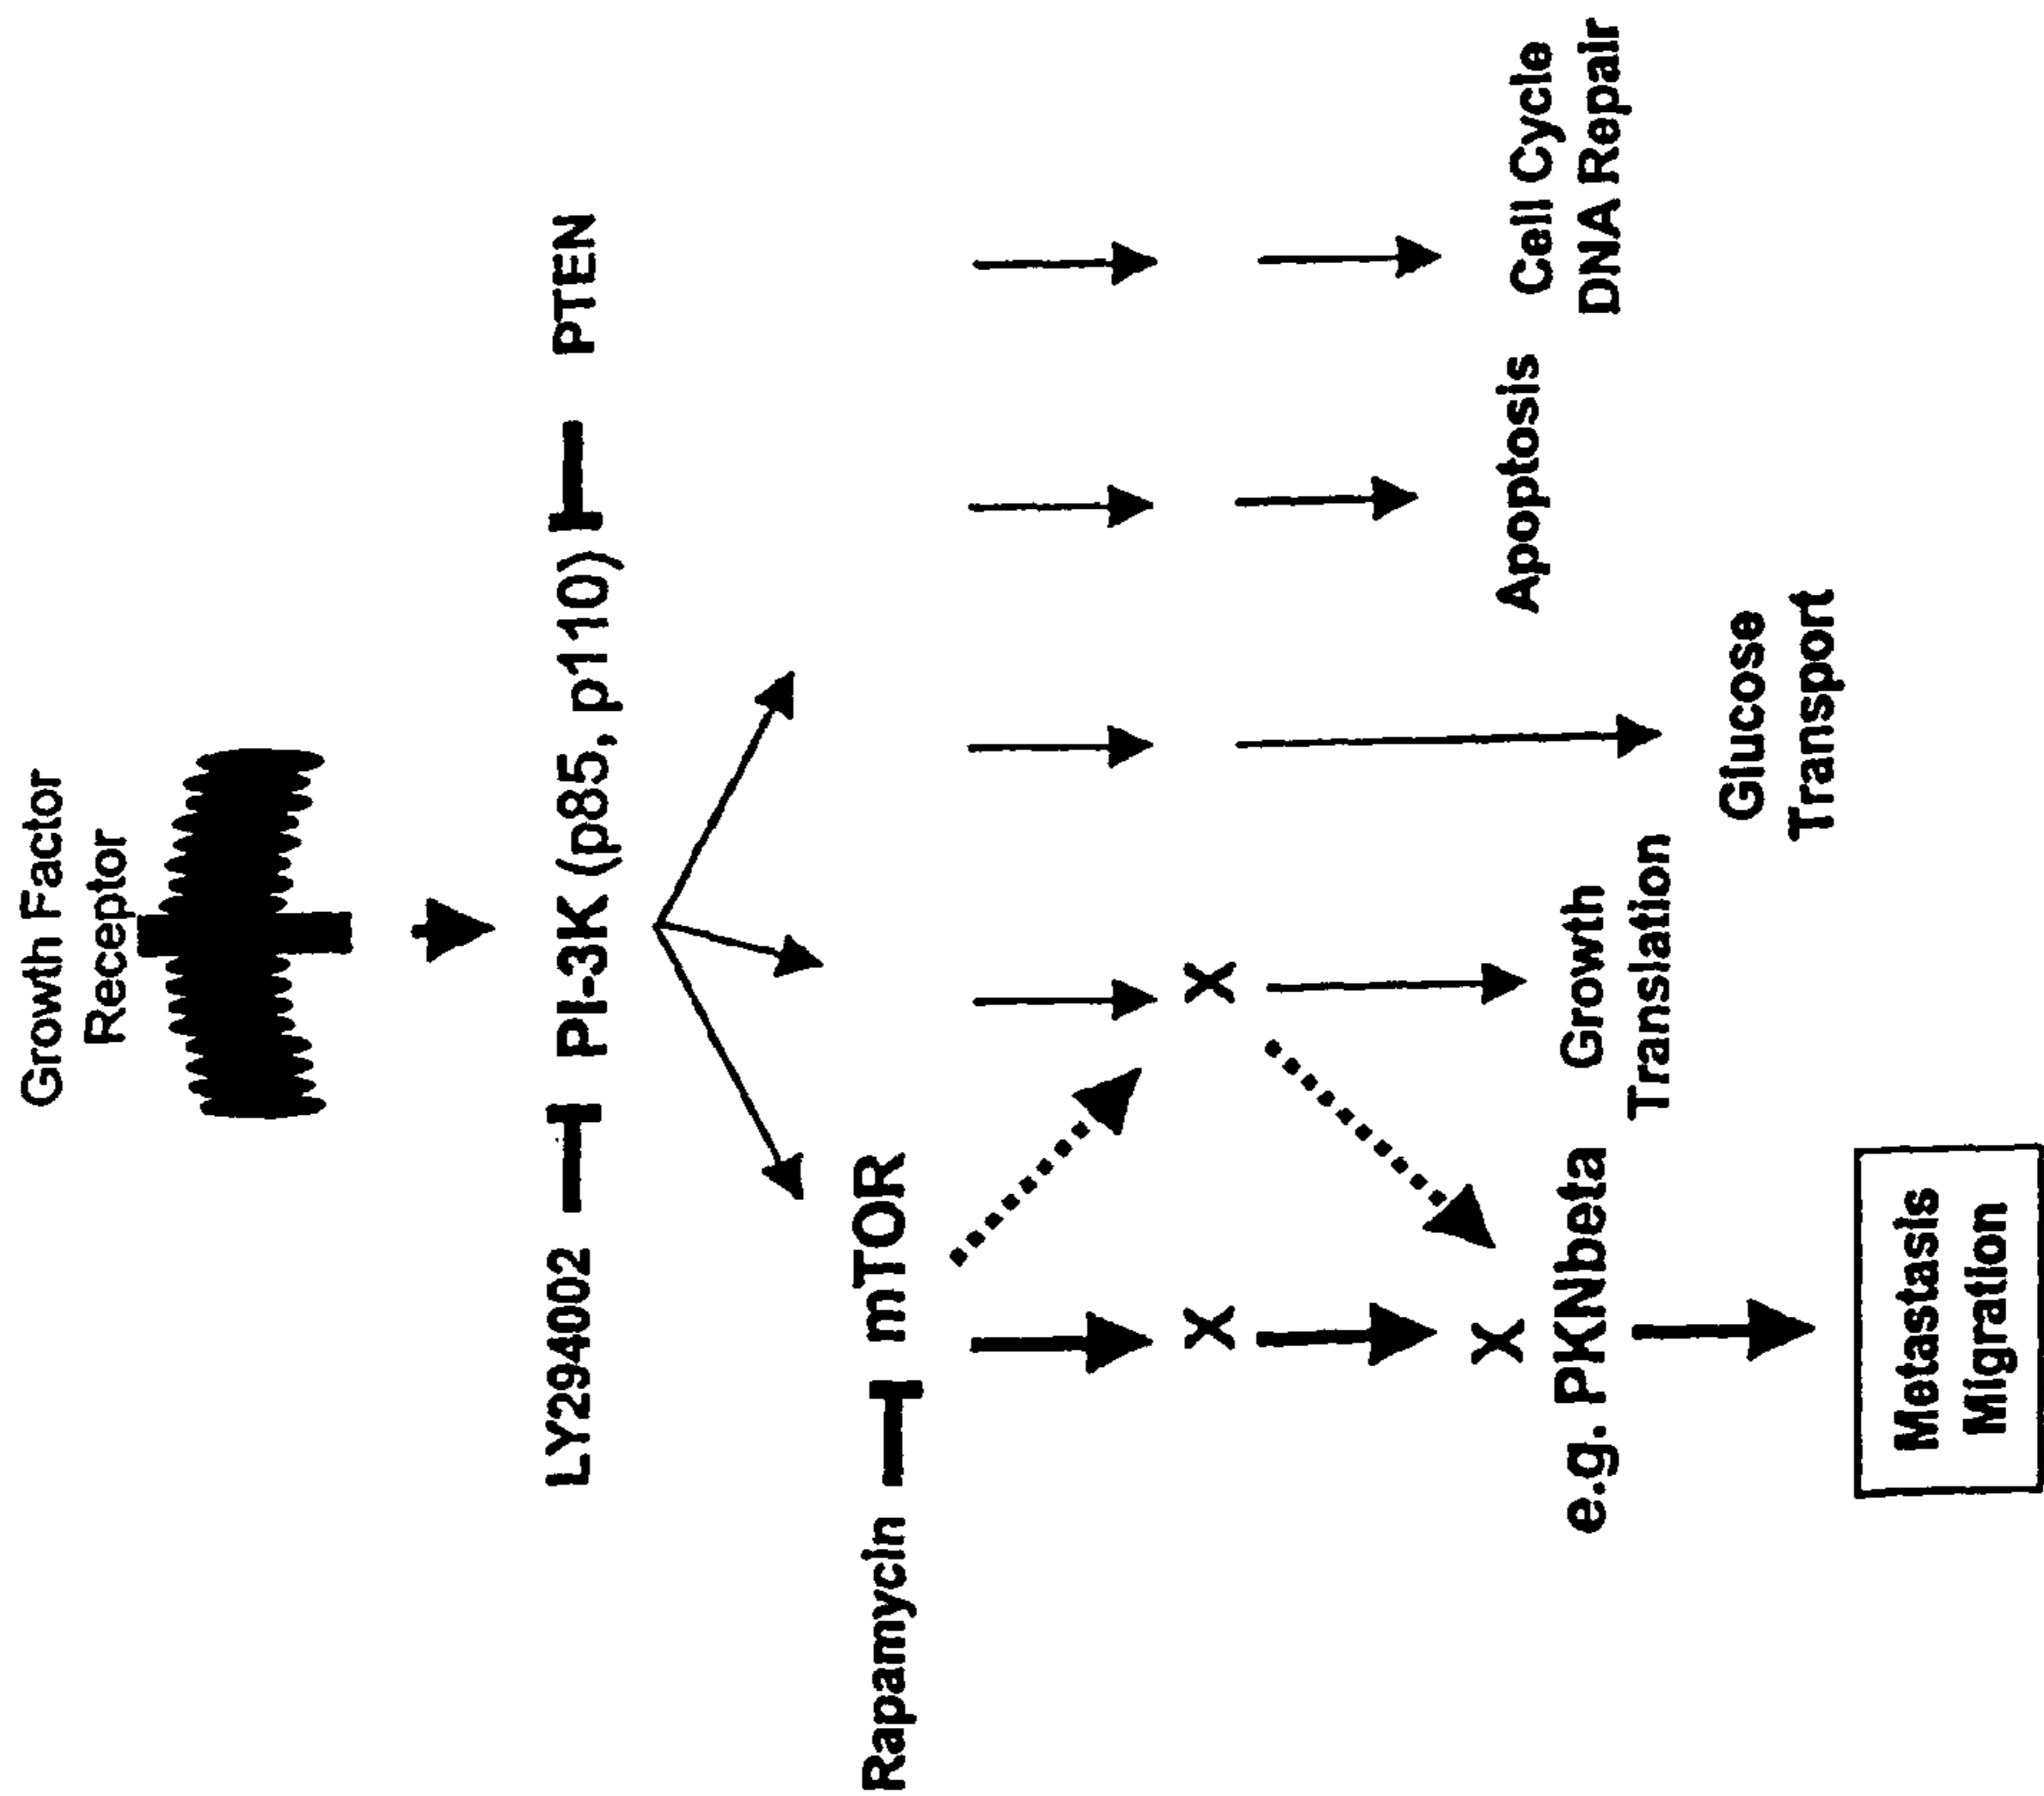 Growth Factor
Receptor
LY294002
PI-3K (p85, p110)
PTEN
Rapamycin
mTOR
X
X
X
e.g. PKNbeta
Growth
Translation
Glucose
Transport
Apoptosis
Cell Cycle
DNA Repair
Metastasis
Migration